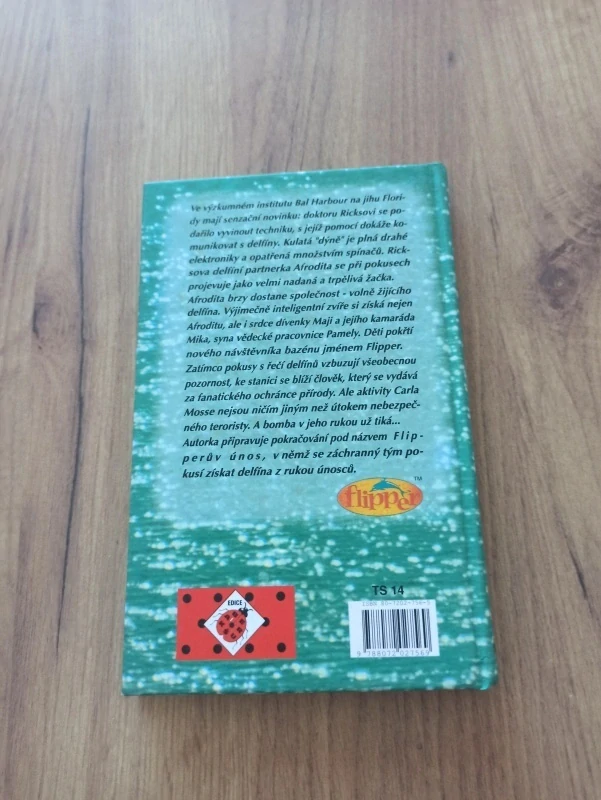 Ve výzkumném institutu Bal Harbour na jihu Flori-
dy mají senzační novinku: doktoru Ricksovi se po-
dařilo vyvinout techniku, s jejíž pomocí dokáže ko-
munikovat s delfíny. Kulatá "dýně" je plná drahé
elektroniky a opatřená množstvím spínačů. Rick-
sova delfíní partnerka Afrodita se při pokusech
projevuje jako velmi nadaná a trpělivá žačka.
Afrodita brzy dostane společnost - volně žijícího
delfína. Výjimečně inteligentní zvíře si získá nejen
Afroditu, ale i srdce dívenky Maji a jejího kamaráda
Mika, syna vědecké pracovnice Pamely. Děti pokřtí
nového návštěvníka bazénu jménem Flipper.
Zatímco pokusy s řečí delfínů vzbuzují všeobecnou
pozornost, ke stanici se blíží člověk, který se vydává
za fanatického ochránce přírody. Ale aktivity Carla
Mosse nejsou ničím jiným než útokem nebezpeč-
ného teroristy. A bomba v jeho rukou už tiká...
Autorka připravuje pokračování pod názvem Flip-
perův únos, v němž se záchranný tým po-
kusí získat delfína z rukou únosců.
flipper™
EDICE
TS 14
9 788072 021567